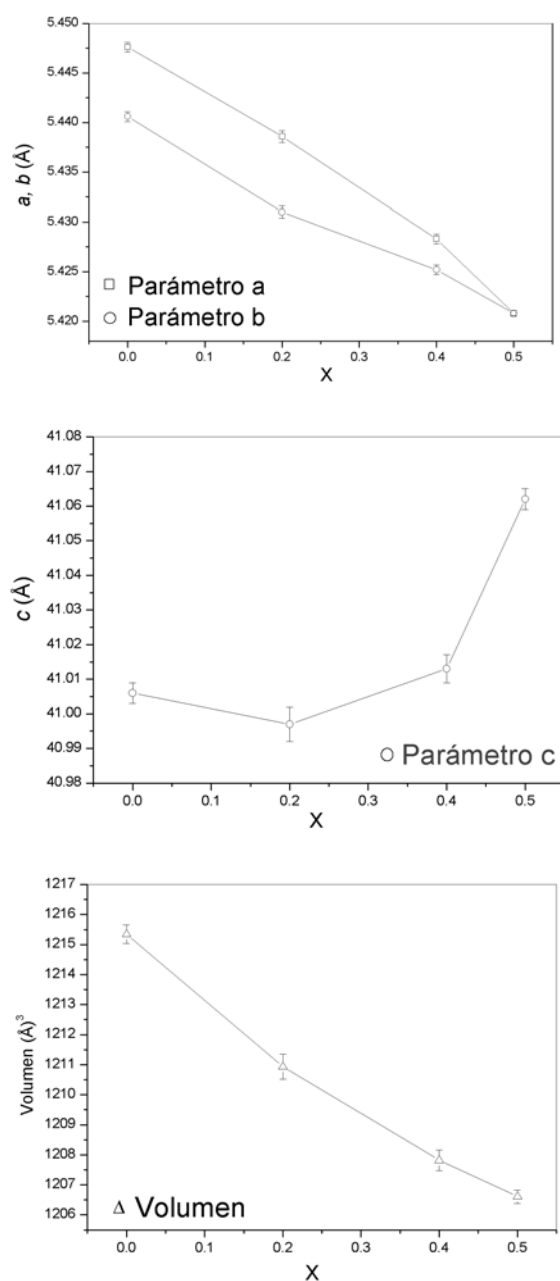 5.450
5.445
5.440
5.435
5.430
5.425
5.420
a, b (Å)
□ Parámetro a
○ Parámetro b
0.0 0.1 0.2 0.3 0.4 0.5
X
41.08
41.07
41.06
41.05
41.04
41.03
41.02
41.01
41.00
40.99
40.98
c (Å)
○ Parámetro c
0.0 0.1 0.2 0.3 0.4 0.5
X
1217
1216
1215
1214
1213
1212
1211
1210
1209
1208
1207
1206
Volumen (Å)³
Δ Volumen
0.0 0.1 0.2 0.3 0.4 0.5
X